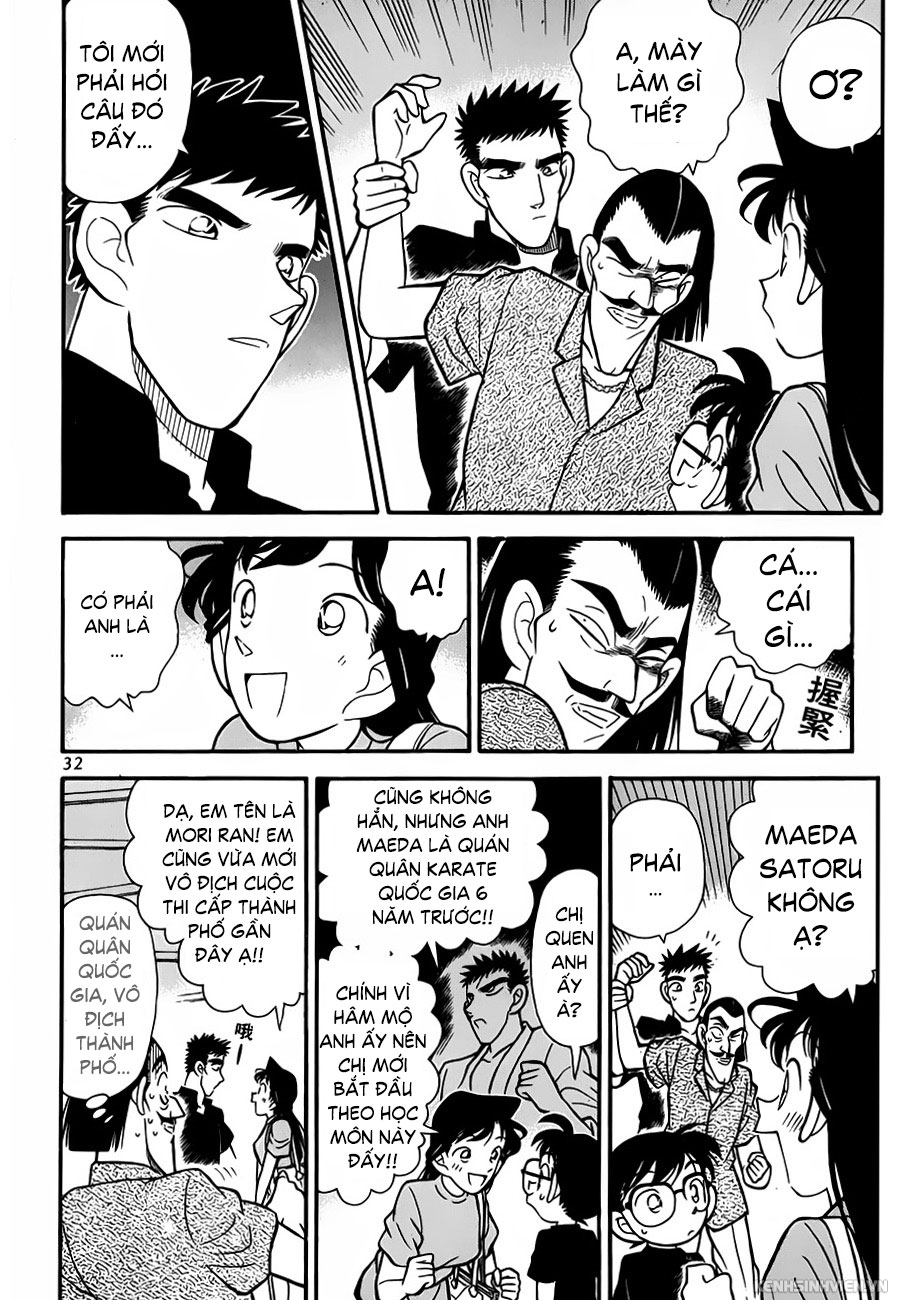 Ơ?
A, MÀY
LÀM GÌ
THẾ?
TÔI MỚI
PHẢI HỎI
CÂU ĐÓ
ĐẤY...
CÁ...
CÁI
GÌ...
握緊
A!
CÓ PHẢI
ANH LÀ
...
32
MAEDA
SATORU
KHÔNG
Ạ?
PHẢI
...
CHỊ
QUEN
ANH
ẤY
À?
CŨNG KHÔNG
HẲN, NHƯNG ANH
MAEDA LÀ QUÁN
QUÂN KARATE
QUỐC GIA 6
NĂM TRƯỚC!!
CHÍNH VÌ
HÂM MỘ
ANH ẤY NÊN
CHỊ MỚI
BẮT ĐẦU
THEO HỌC
MÔN NÀY
ĐẤY!!
DẠ, EM TÊN LÀ
MORI RAN! EM
CŨNG VỪA MỚI
VÔ ĐỊCH CUỘC
THI CẤP THÀNH
PHỐ GẦN
ĐÂY Ạ!!
哦—
QUÁN
QUÂN
QUỐC
GIA, VÔ
ĐỊCH
THÀNH
PHỐ...
KENHSINHVIEN.VN